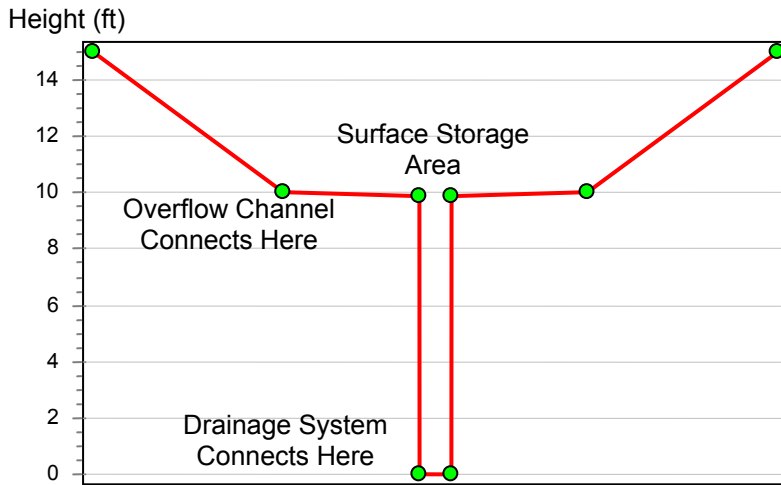 Height (ft)
14
12
Surface Storage
Area
10
Overflow Channel
Connects Here
8
6
4
2
Drainage System
Connects Here
0